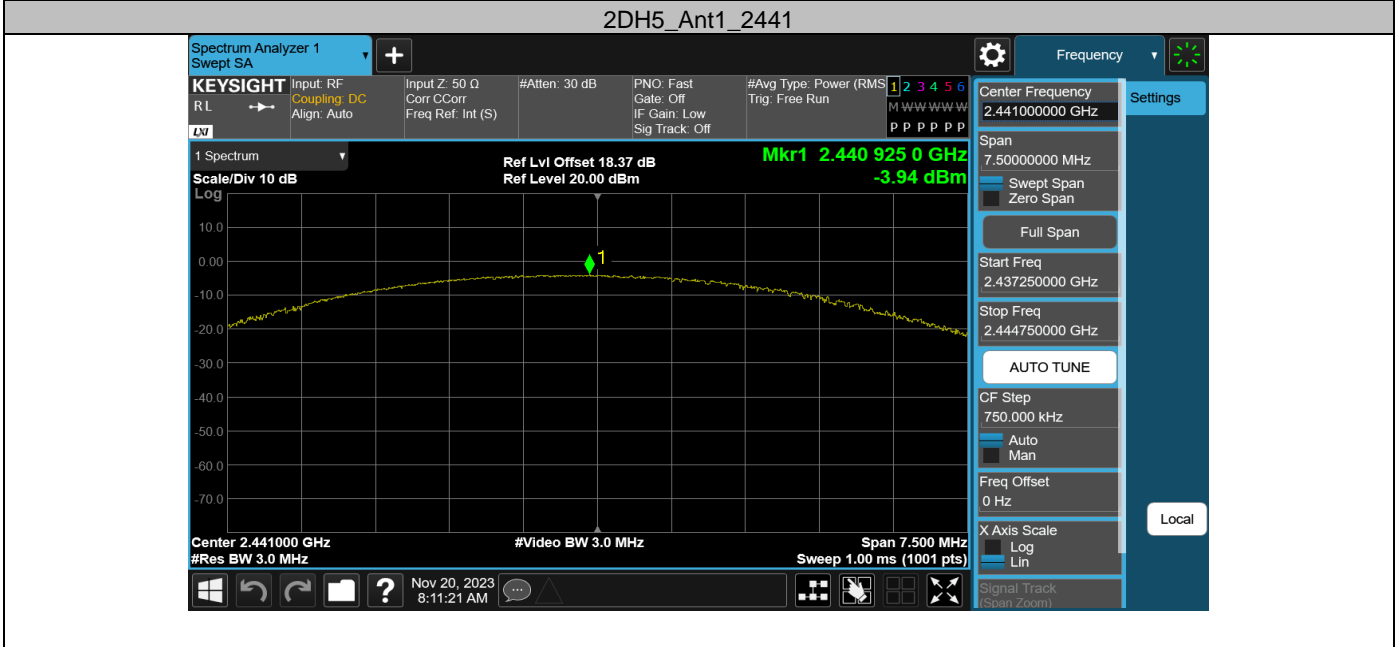 2DH5_Ant1_2441
Spectrum Analyzer 1
Swept SA
Frequency
KEYSIGHT
R L
LXI
Input: RF
Coupling: DC
Align: Auto
Input Z: 50 Ω
Corr CCorr
Freq Ref: Int (S)
#Atten: 30 dB
PNO: Fast
Gate: Off
IF Gain: Low
Sig Track: Off
#Avg Type: Power (RMS
Trig: Free Run
1 2 3 4 5 6
M W W W W W
P P P P P P
1 Spectrum
Scale/Div 10 dB
Ref Lvl Offset 18.37 dB
Ref Level 20.00 dBm
Mkr1 2.440 925 0 GHz
-3.94 dBm
Log
10.0
0.00
-10.0
-20.0
-30.0
-40.0
-50.0
-60.0
-70.0
1
Center 2.441000 GHz
#Res BW 3.0 MHz
#Video BW 3.0 MHz
Span 7.500 MHz
Sweep 1.00 ms (1001 pts)
Center Frequency
2.441000000 GHz
Settings
Span
7.50000000 MHz
Swept Span
Zero Span
Full Span
Start Freq
2.437250000 GHz
Stop Freq
2.444750000 GHz
AUTO TUNE
CF Step
750.000 kHz
Auto
Man
Freq Offset
0 Hz
X Axis Scale
Log
Lin
Local
Signal Track
(Span Zoom)
?
Nov 20, 2023
8:11:21 AM